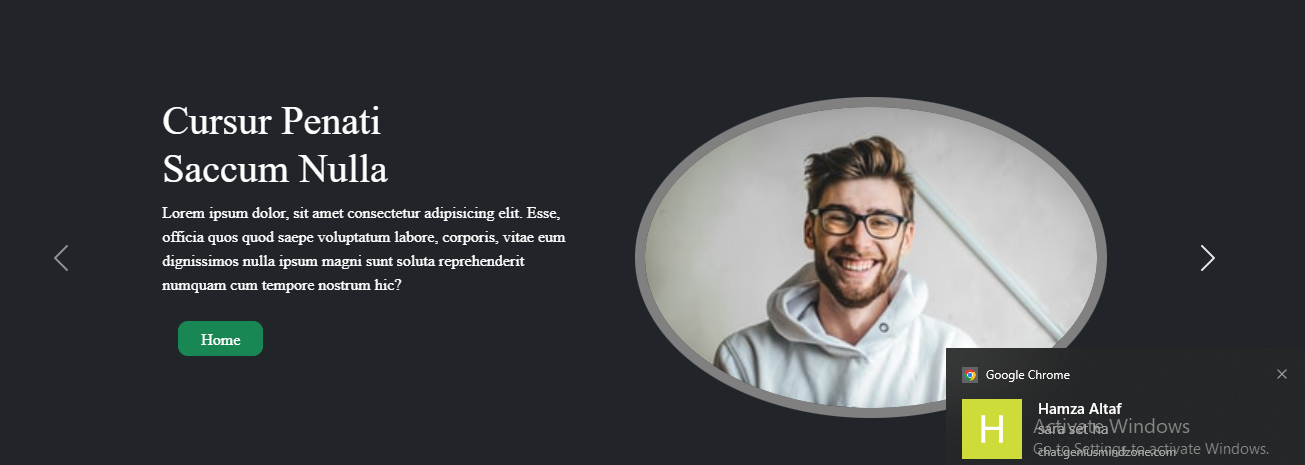 Cursur Penati
Saccum Nulla
Lorem ipsum dolor, sit amet consectetur adipisicing elit. Esse,
officia quos quod saepe voluptatum labore, corporis, vitae eum
dignissimos nulla ipsum magni sunt soluta reprehenderit
numquam cum tempore nostrum hic?
Home
Google Chrome
H
Hamza Altaf
sara set ha
Activate Windows
Go to Settings to activate Windows.
chat.geniusmindzone.com